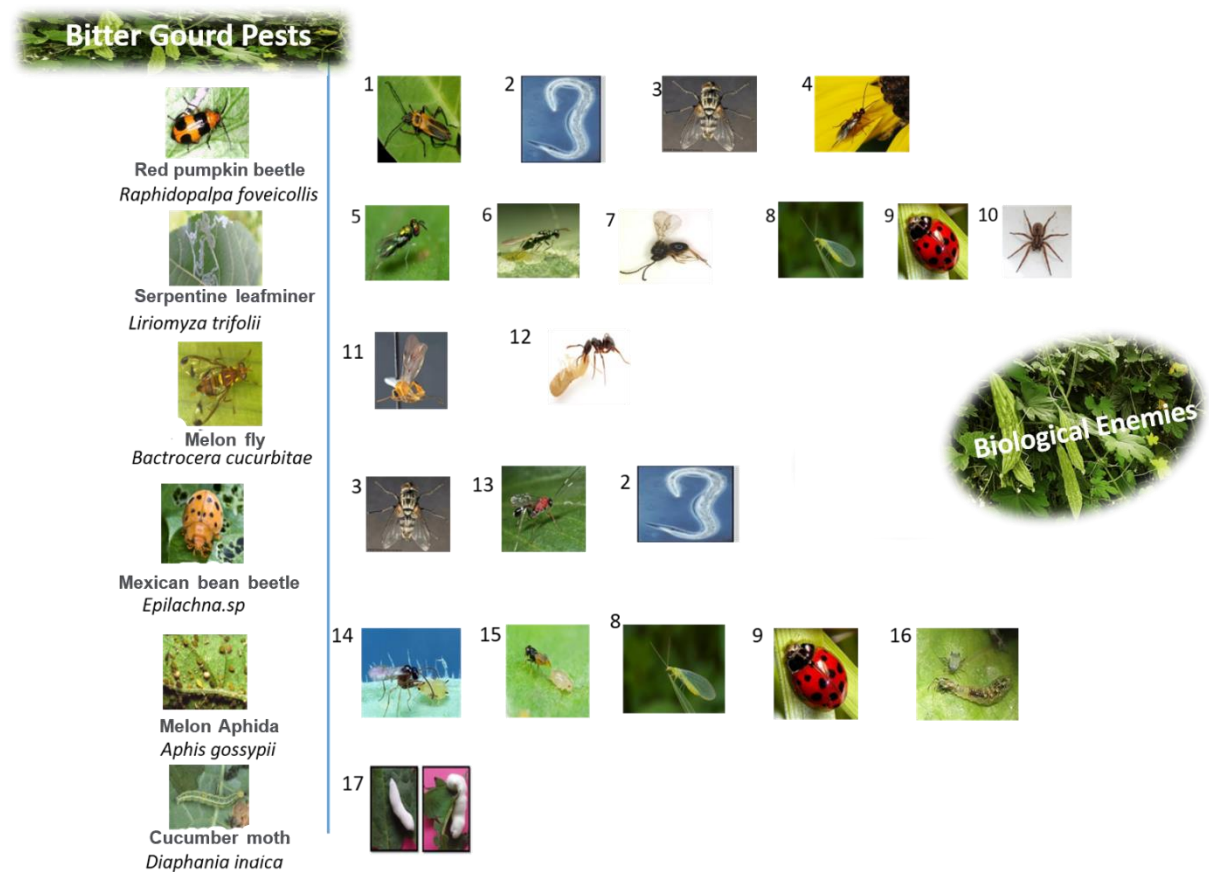 Bitter Gourd Pests
1 2 3 4
Red pumpkin beetle
Raphidopalpa foveicollis
5 6 7 8 9 10
Serpentine leafminer
Liriomyza trifolii
11 12
Melon fly
Bactrocera cucurbitae
Biological Enemies
3 13 2
Mexican bean beetle
Epilachna.sp
14 15 8 9 16
Melon Aphida
Aphis gossypii
17
Cucumber moth
Diaphania indica